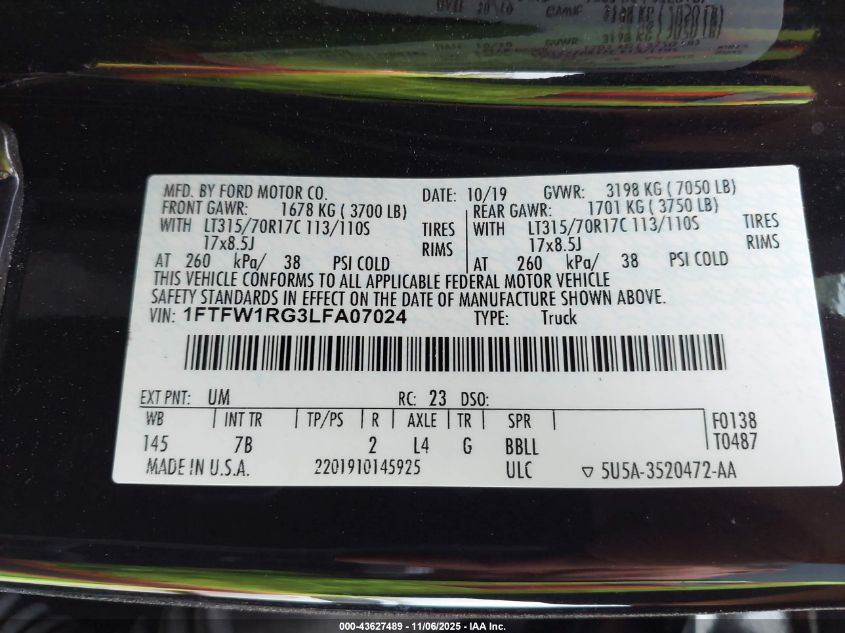 MFD. BY FORD MOTOR CO. DATE: 10/19 GVWR: 3198 KG ( 7050 LB)
FRONT GAWR: 1678 KG ( 3700 LB) REAR GAWR: 1701 KG ( 3750 LB)
WITH LT315/70R17C 113/110S TIRES WITH LT315/70R17C 113/110S TIRES
17x8.5J RIMS 17x8.5J RIMS
AT 260 kPa/ 38 PSI COLD AT 260 kPa/ 38 PSI COLD
THIS VEHICLE CONFORMS TO ALL APPLICABLE FEDERAL MOTOR VEHICLE
SAFETY STANDARDS IN EFFECT ON THE DATE OF MANUFACTURE SHOWN ABOVE.
VIN: 1FTFW1RG3LFA07024 TYPE: Truck
EXT PNT: UM RC: 23 DSO:
WB INT TR TP/PS R AXLE TR SPR F0138
145 7B 2 L4 G BBLL T0487
MADE IN U.S.A. 2201910145925 ULC ▽ 5U5A-3520472-AA
000-43627489 - 11/06/2025 - IAA Inc.